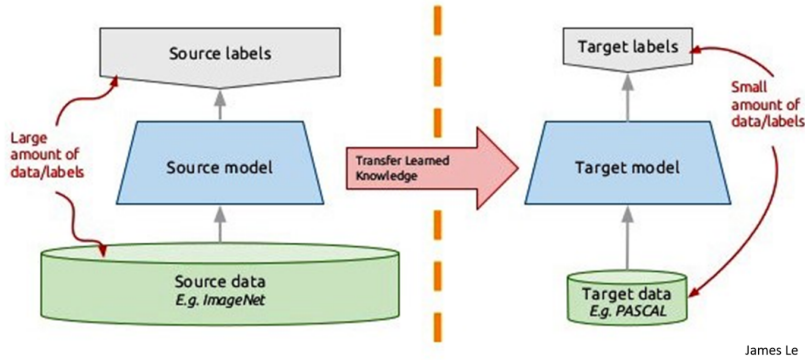 Source labels
Large
amount of
data/labels
Source model
Source data
E.g. ImageNet
Transfer Learned
Knowledge
Target labels
Small
amount of
data/labels
Target model
Target data
E.g. PASCAL
James Le